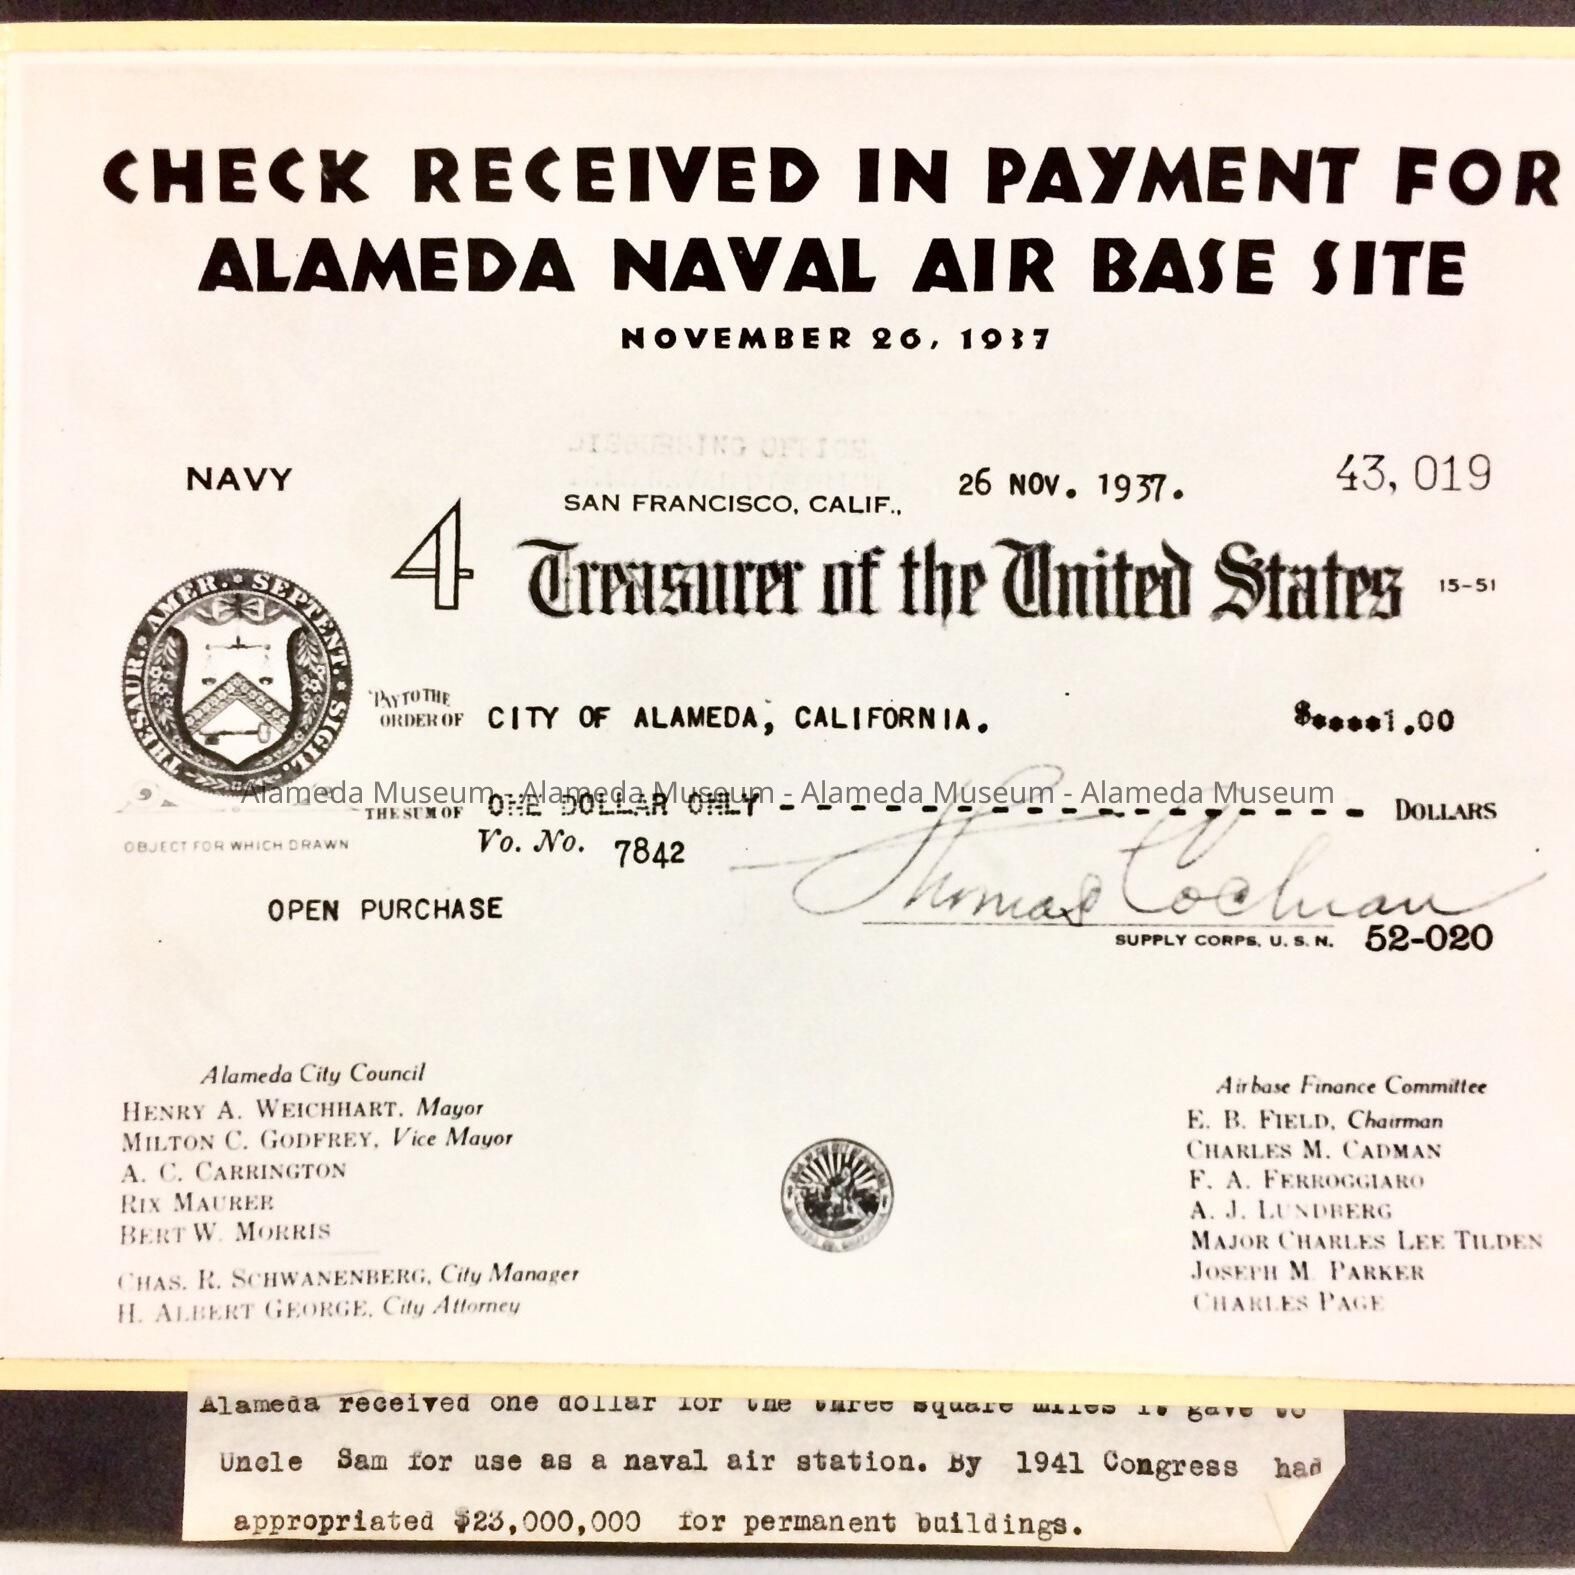 CHECK RECEIVED IN PAYMENT FOR
ALAMEDA NAVAL AIR BASE SITE
NOVEMBER 26, 1937
NAVY
SAN FRANCISCO, CALIF., 26 NOV. 1937. 43,019
4 Treasurer of the United States 15-51
THESAUR. AMER. SEPTENT. SIGIL.
PAY TO THE
ORDER OF CITY OF ALAMEDA, CALIFORNIA. $****1.00
Alameda Museum - Alameda Museum - Alameda Museum - Alameda Museum
THE SUM OF ONE DOLLAR ONLY - - - - - - - - - - - - - - - - - DOLLARS
OBJECT FOR WHICH DRAWN Vo. No. 7842
Thomas Cochran
OPEN PURCHASE
SUPPLY CORPS, U.S.N. 52-020
Alameda City Council
HENRY A. WEICHHART, Mayor
MILTON C. GODFREY, Vice Mayor
A. C. CARRINGTON
RIX MAURER
BERT W. MORRIS
CHAS. R. SCHWANENBERG, City Manager
H. ALBERT GEORGE, City Attorney
Airbase Finance Committee
E. B. FIELD, Chairman
CHARLES M. CADMAN
F. A. FERROGGIARO
A. J. LUNDBERG
MAJOR CHARLES LEE TILDEN
JOSEPH M. PARKER
CHARLES PAGE
Alameda received one dollar for the three square miles it gave to
Uncle Sam for use as a naval air station. By 1941 Congress had
appropriated $23,000,000 for permanent buildings.